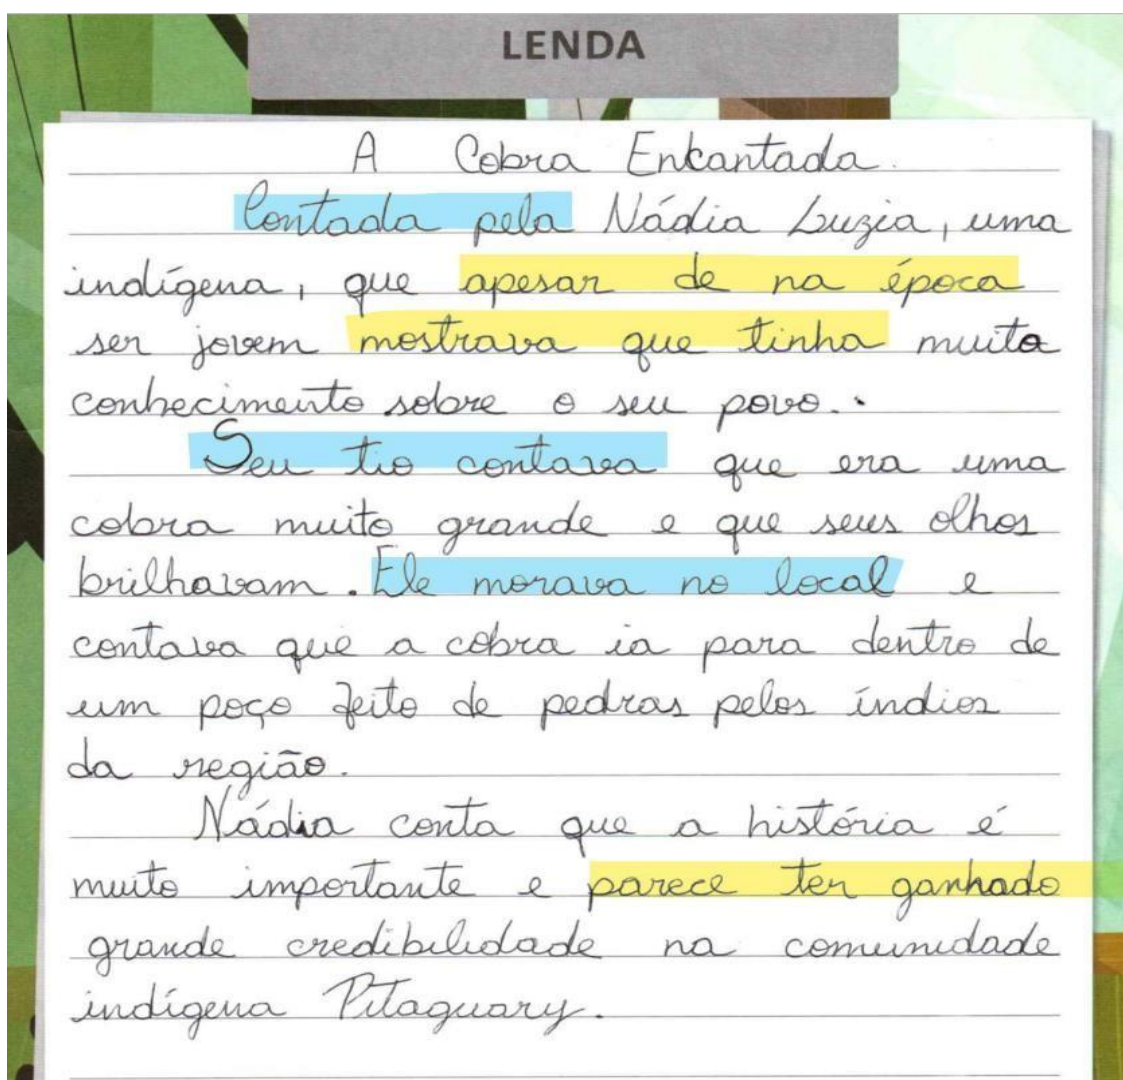 LENDA
A Cobra Encantada.
Contada pela Nádia Luzia, uma
indígena, que apesar de na época
ser jovem mostrava que tinha muito
conhecimento sobre o seu povo.
Seu tio contava que era uma
cobra muito grande e que seus olhos
brilhavam. Ele morava no local e
contava que a cobra ia para dentro de
um poço feito de pedras pelos índios
da região.
Nádia conta que a história é
muito importante e parece ter ganhado
grande credibilidade na comunidade
indígena Pitaguary.